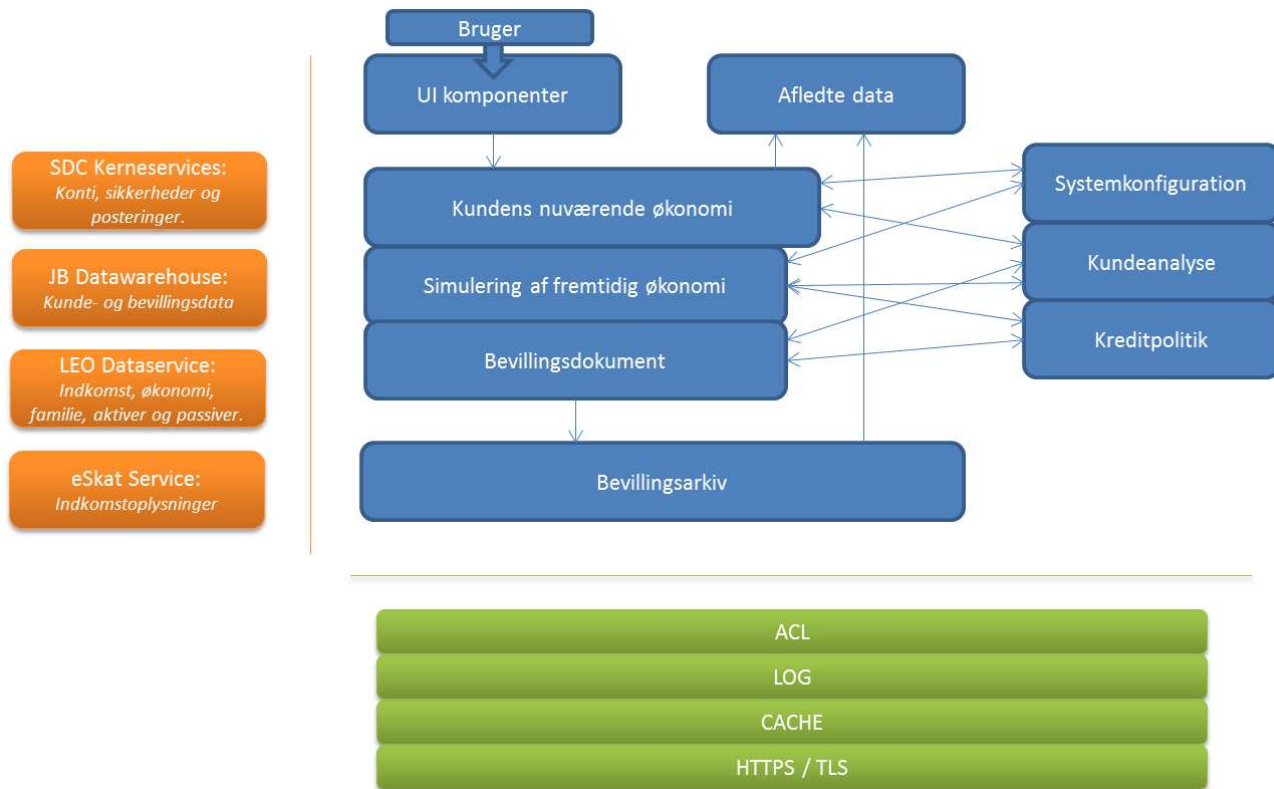 Bruger
UI komponenter
Afledte data
SDC Kerneservices:
Konti, sikkerheder og
posteringer.
JB Datawarehouse:
Kunde- og bevillingsdata
LEO Dataservice:
Indkomst, økonomi,
familie, aktiver og passiver.
eSkat Service:
Indkomstoplysninger
Kundens nuværende økonomi
Simulering af fremtidig økonomi
Bevillingsdokument
Bevillingsarkiv
Systemkonfiguration
Kundeanalyse
Kreditpolitik
ACL
LOG
CACHE
HTTPS / TLS